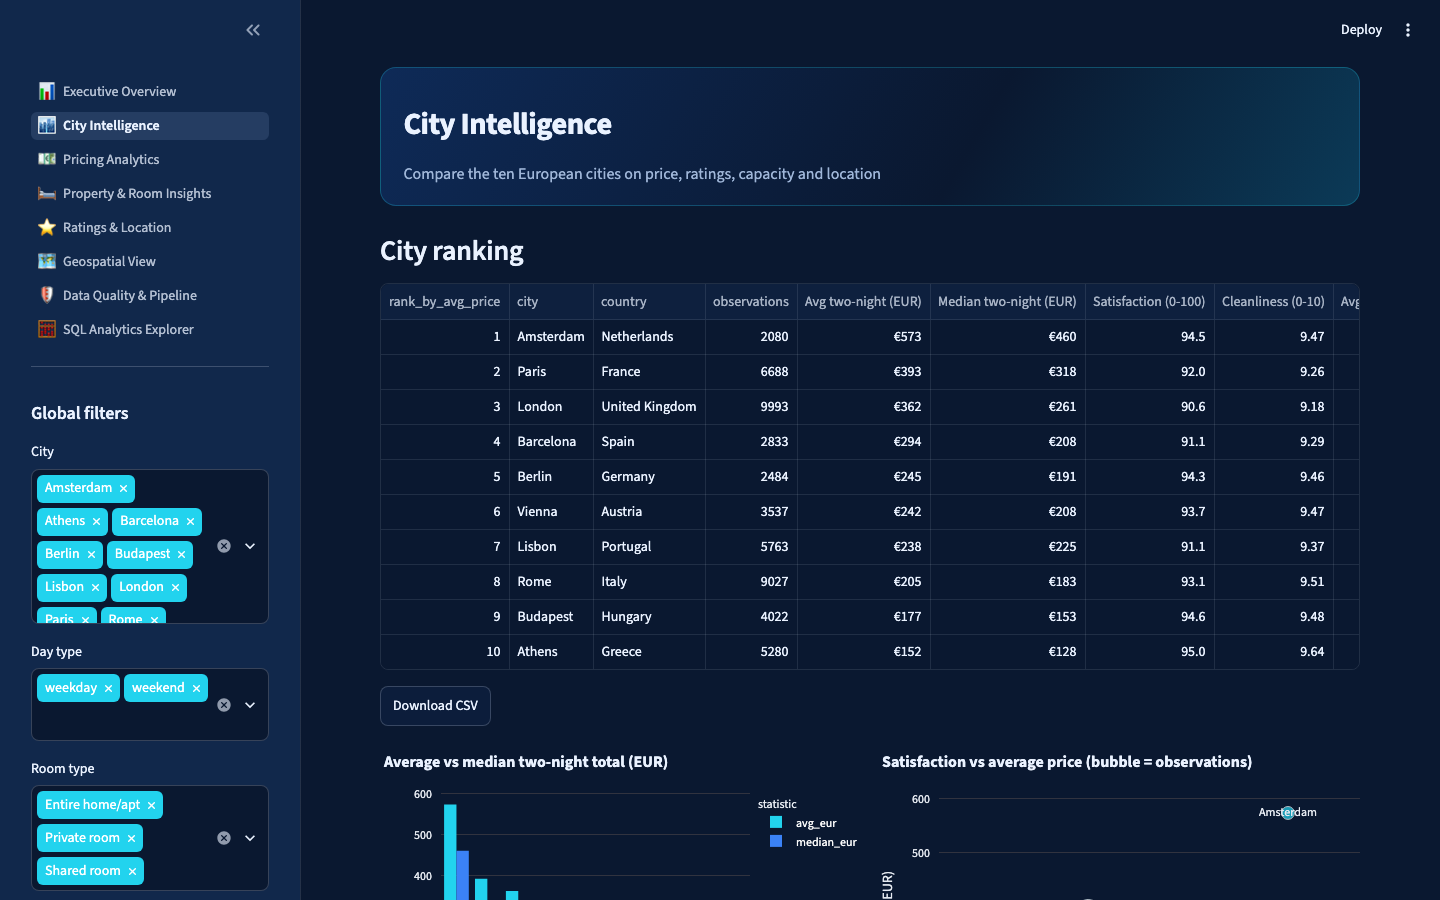 Deploy
Executive Overview
City Intelligence
Pricing Analytics
Property & Room Insights
Ratings & Location
Geospatial View
Data Quality & Pipeline
SQL Analytics Explorer
Global filters
City
Amsterdam
Athens Barcelona
Berlin Budapest
Lisbon London
Paris Rome
Day type
weekday weekend
Room type
Entire home/apt
Private room
Shared room
City Intelligence
Compare the ten European cities on price, ratings, capacity and location
City ranking
rank_by_avg_price city country observations Avg two-night (EUR) Median two-night (EUR) Satisfaction (0-100) Cleanliness (0-10) Avg
1 Amsterdam Netherlands 2080 €573 €460 94.5 9.47
2 Paris France 6688 €393 €318 92.0 9.26
3 London United Kingdom 9993 €362 €261 90.6 9.18
4 Barcelona Spain 2833 €294 €208 91.1 9.29
5 Berlin Germany 2484 €245 €191 94.3 9.46
6 Vienna Austria 3537 €242 €208 93.7 9.47
7 Lisbon Portugal 5763 €238 €225 91.1 9.37
8 Rome Italy 9027 €205 €183 93.1 9.51
9 Budapest Hungary 4022 €177 €153 94.6 9.48
10 Athens Greece 5280 €152 €128 95.0 9.64
Download CSV
Average vs median two-night total (EUR)
600
500
400
statistic
avg_eur
median_eur
Satisfaction vs average price (bubble = observations)
600
500
Amsterdam
EUR)